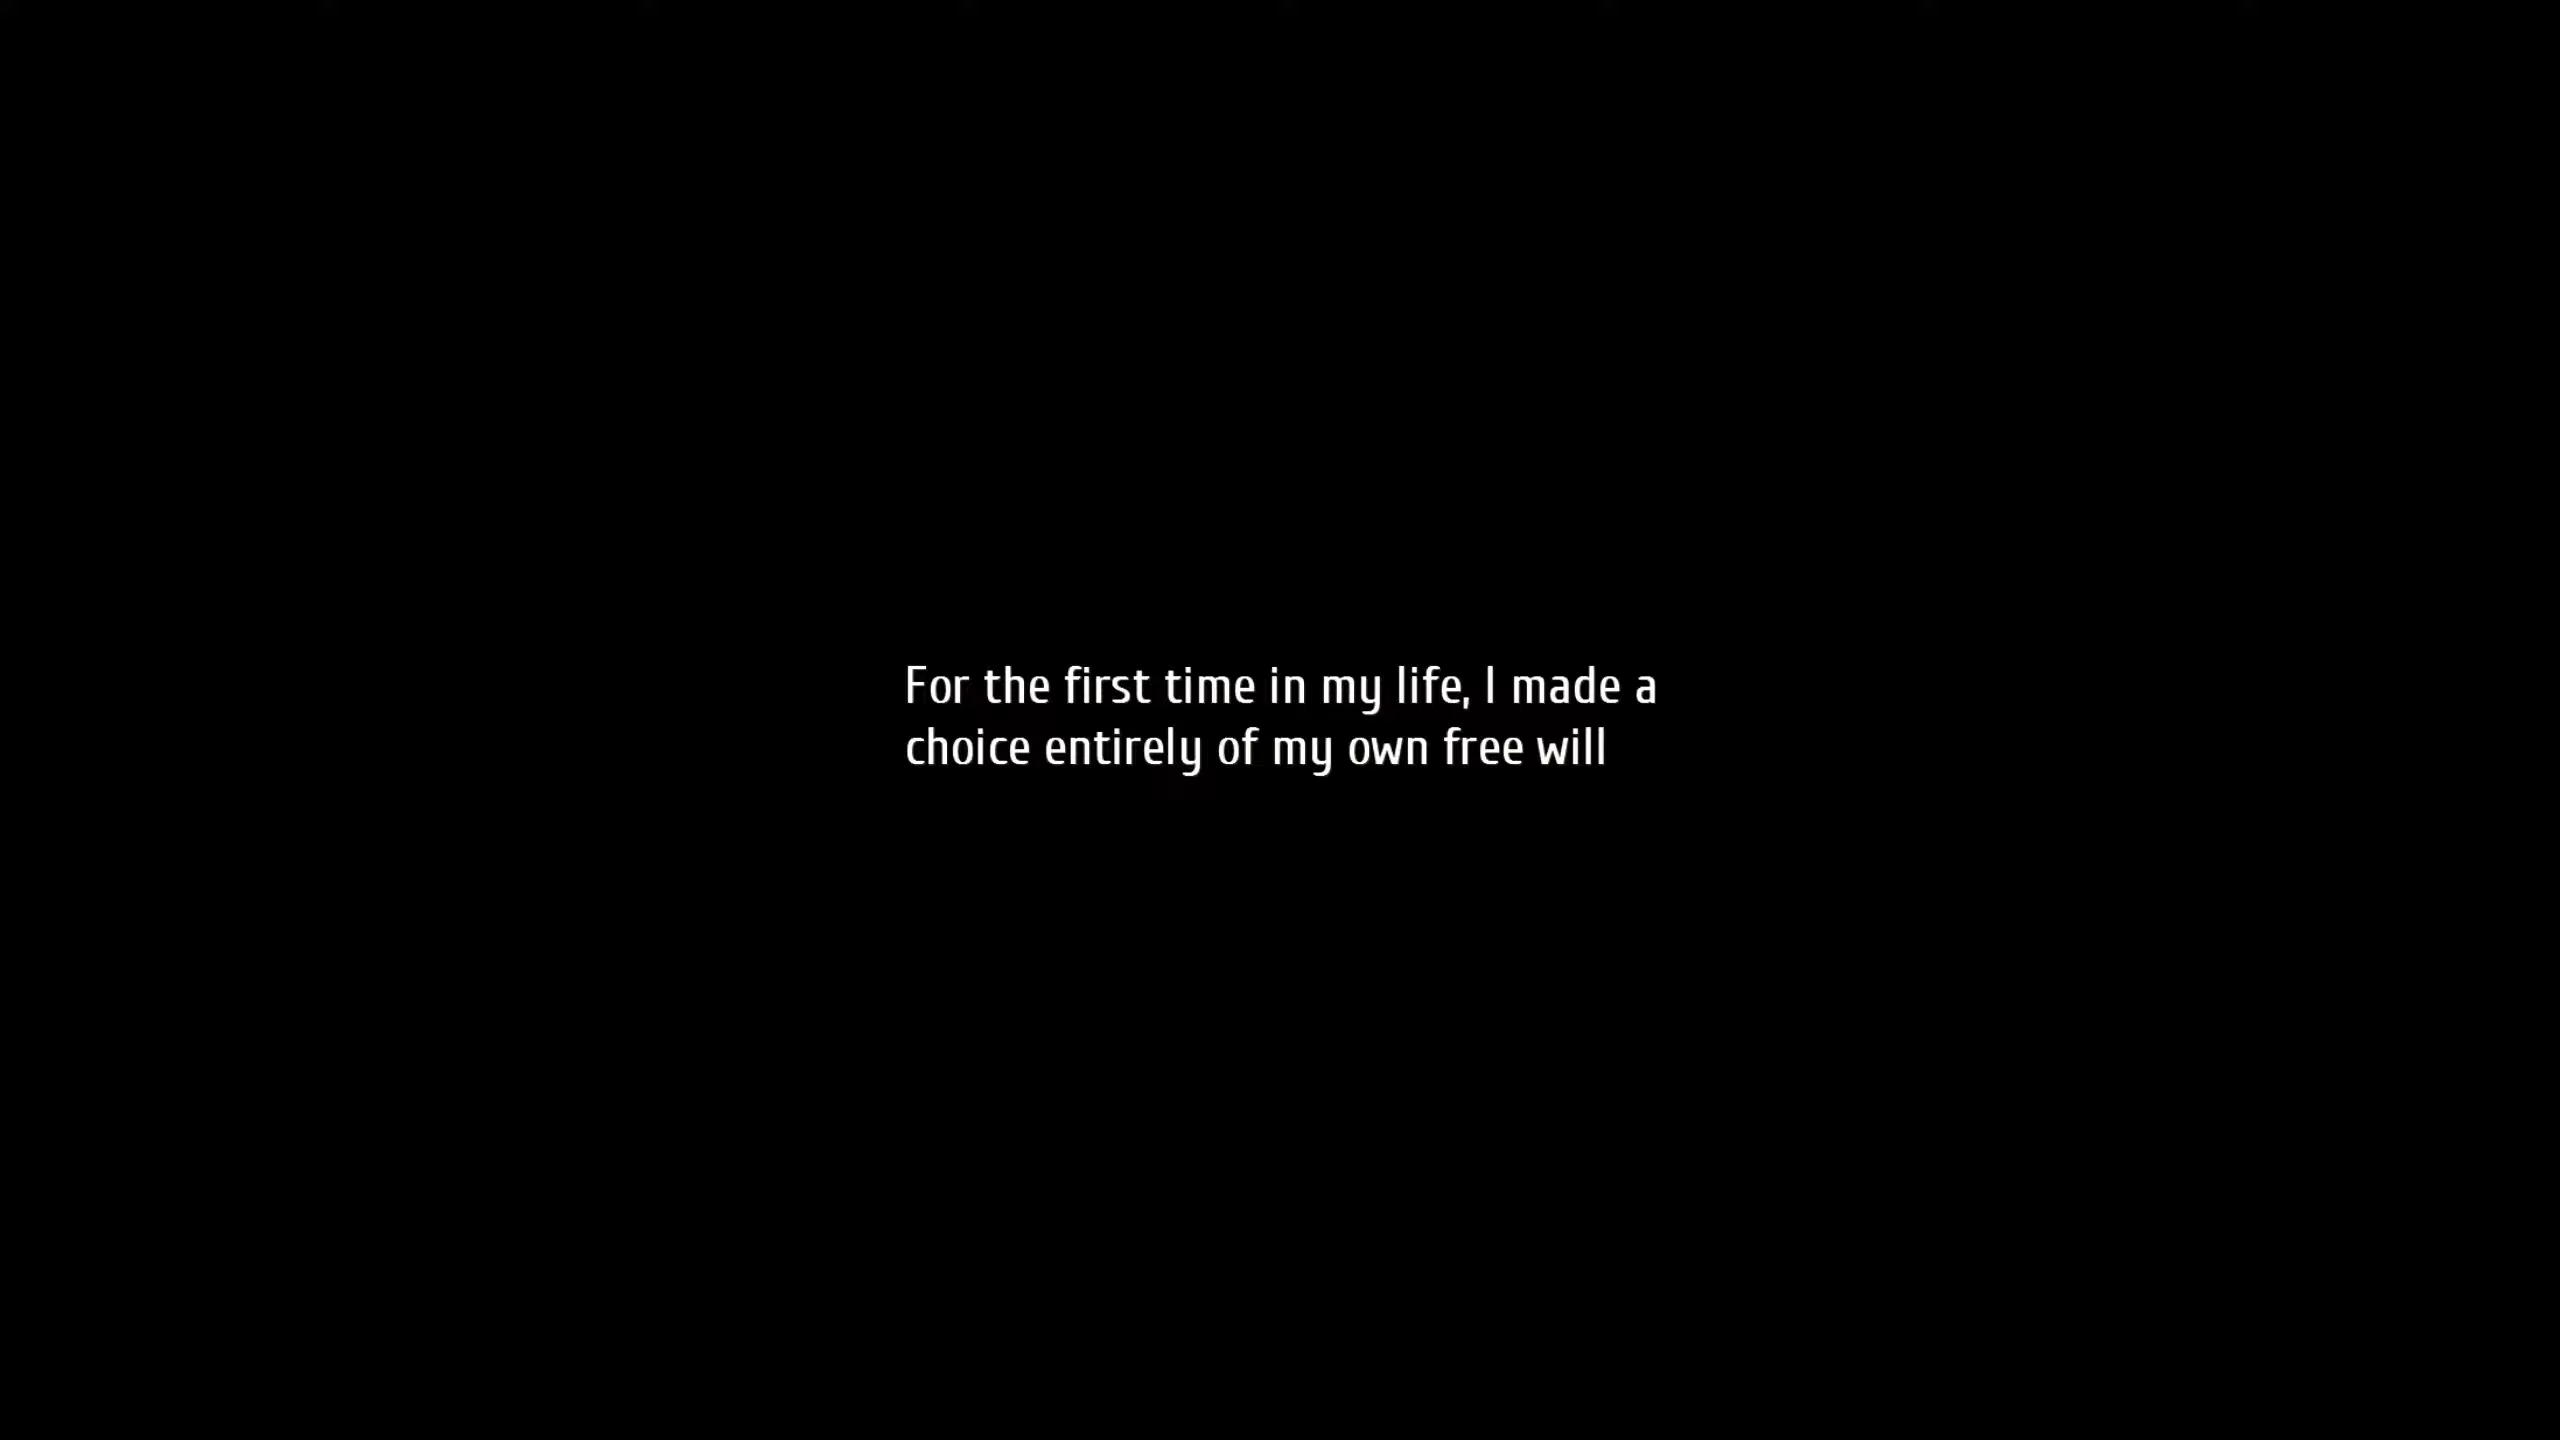 For the first time in my life, I made a
choice entirely of my own free will